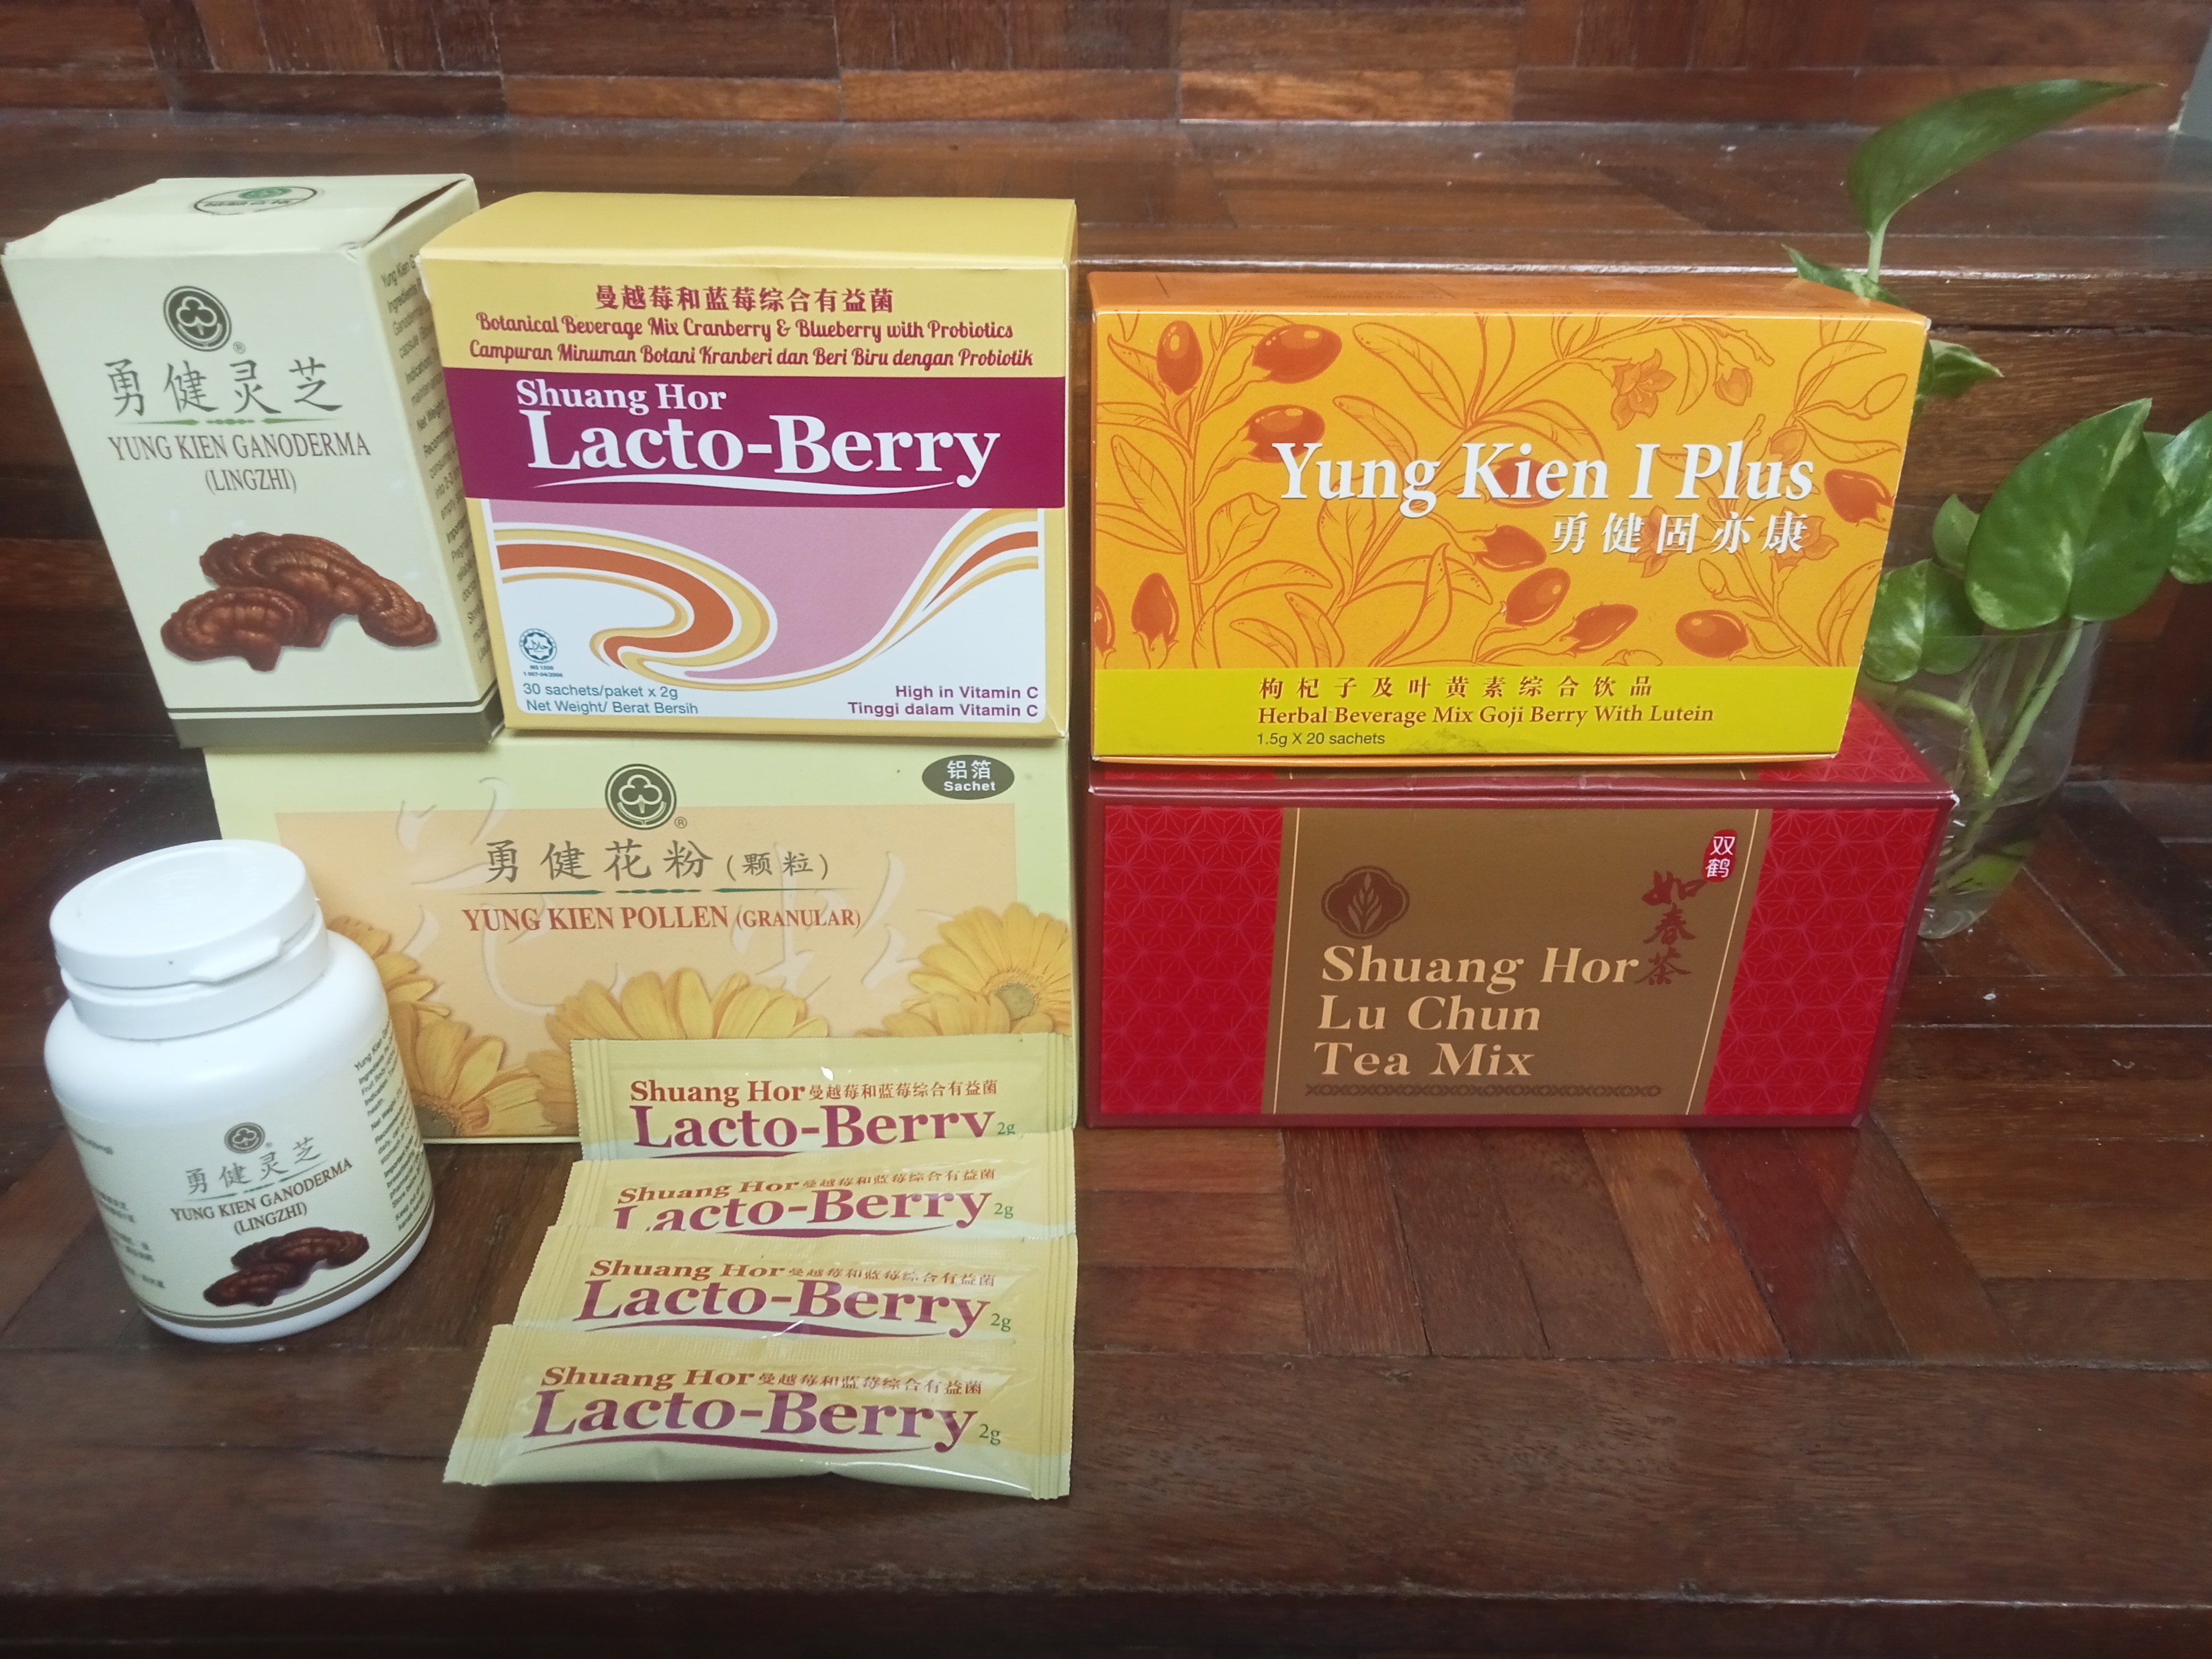 勇健灵芝
YUNG KIEN GANODERMA
(LINGZHI)
曼越莓和蓝莓综合有益菌
Botanical Beverage Mix Cranberry & Blueberry with Probiotics
Campuran Minuman Botani Kranberi dan Beri Biru dengan Probiotik
Shuang Hor
Lacto-Berry
30 sachets/paket x 2g
Net Weight/ Berat Bersih
High in Vitamin C
Tinggi dalam Vitamin C
Yung Kien I Plus
勇健固亦康
枸杞子及叶黄素综合饮品
Herbal Beverage Mix Goji Berry With Lutein
1.5g X 20 sachets
铝箔
Sachet
勇健花粉(颗粒)
YUNG KIEN POLLEN (GRANULAR)
双鹤
如春茶
Shuang Hor
Lu Chun
Tea Mix
勇健灵芝
YUNG KIEN GANODERMA
(LINGZHI)
Shuang Hor 曼越莓和蓝莓综合有益菌
Lacto-Berry 2g
Shuang Hor 曼越莓和蓝莓综合有益菌
Lacto-Berry 2g
Shuang Hor 曼越莓和蓝莓综合有益菌
Lacto-Berry 2g
Shuang Hor 曼越莓和蓝莓综合有益菌
Lacto-Berry 2g